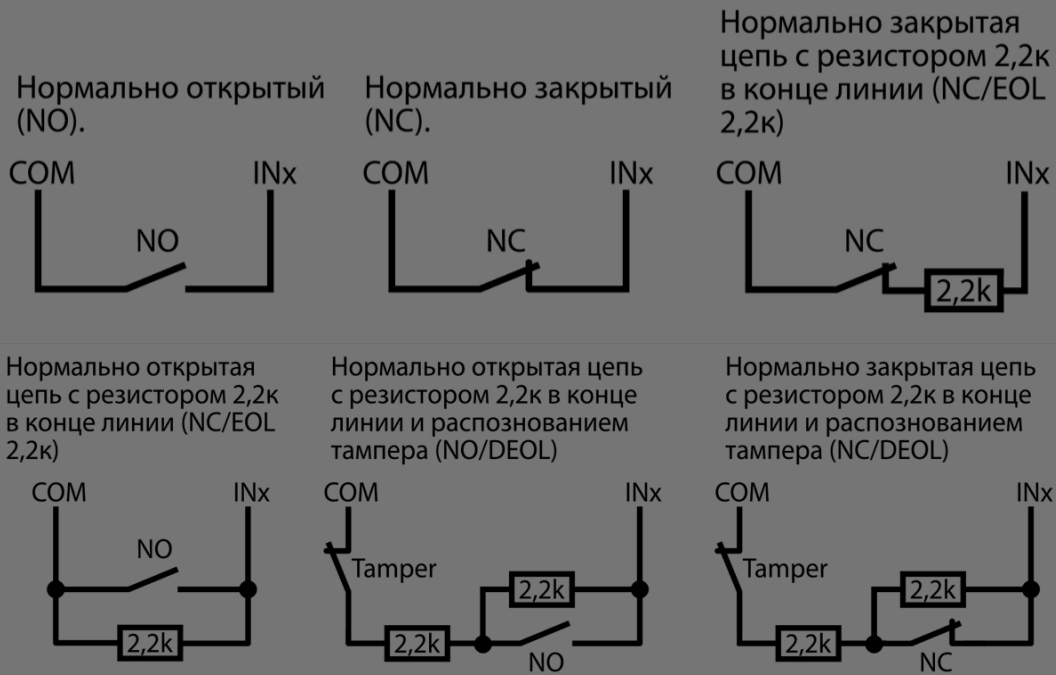 Нормально открытый
(NO).
COM
INx
NO
Нормально закрытый
(NC).
COM
INx
NC
Нормально закрытая
цепь с резистором 2,2к
в конце линии (NC/EOL
2,2к)
COM
INx
NC
2,2k
Нормально открытая
цепь с резистором 2,2к
в конце линии (NC/EOL
2,2к)
COM
INx
NO
2,2k
Нормально открытая цепь
с резистором 2,2к в конце
линии и распознованием
тампера (NO/DEOL)
COM
INx
Tamper
2,2k
2,2k
NO
Нормально закрытая цепь
с резистором 2,2к в конце
линии и распознованием
тампера (NC/DEOL)
COM
INx
Tamper
2,2k
2,2k
NC